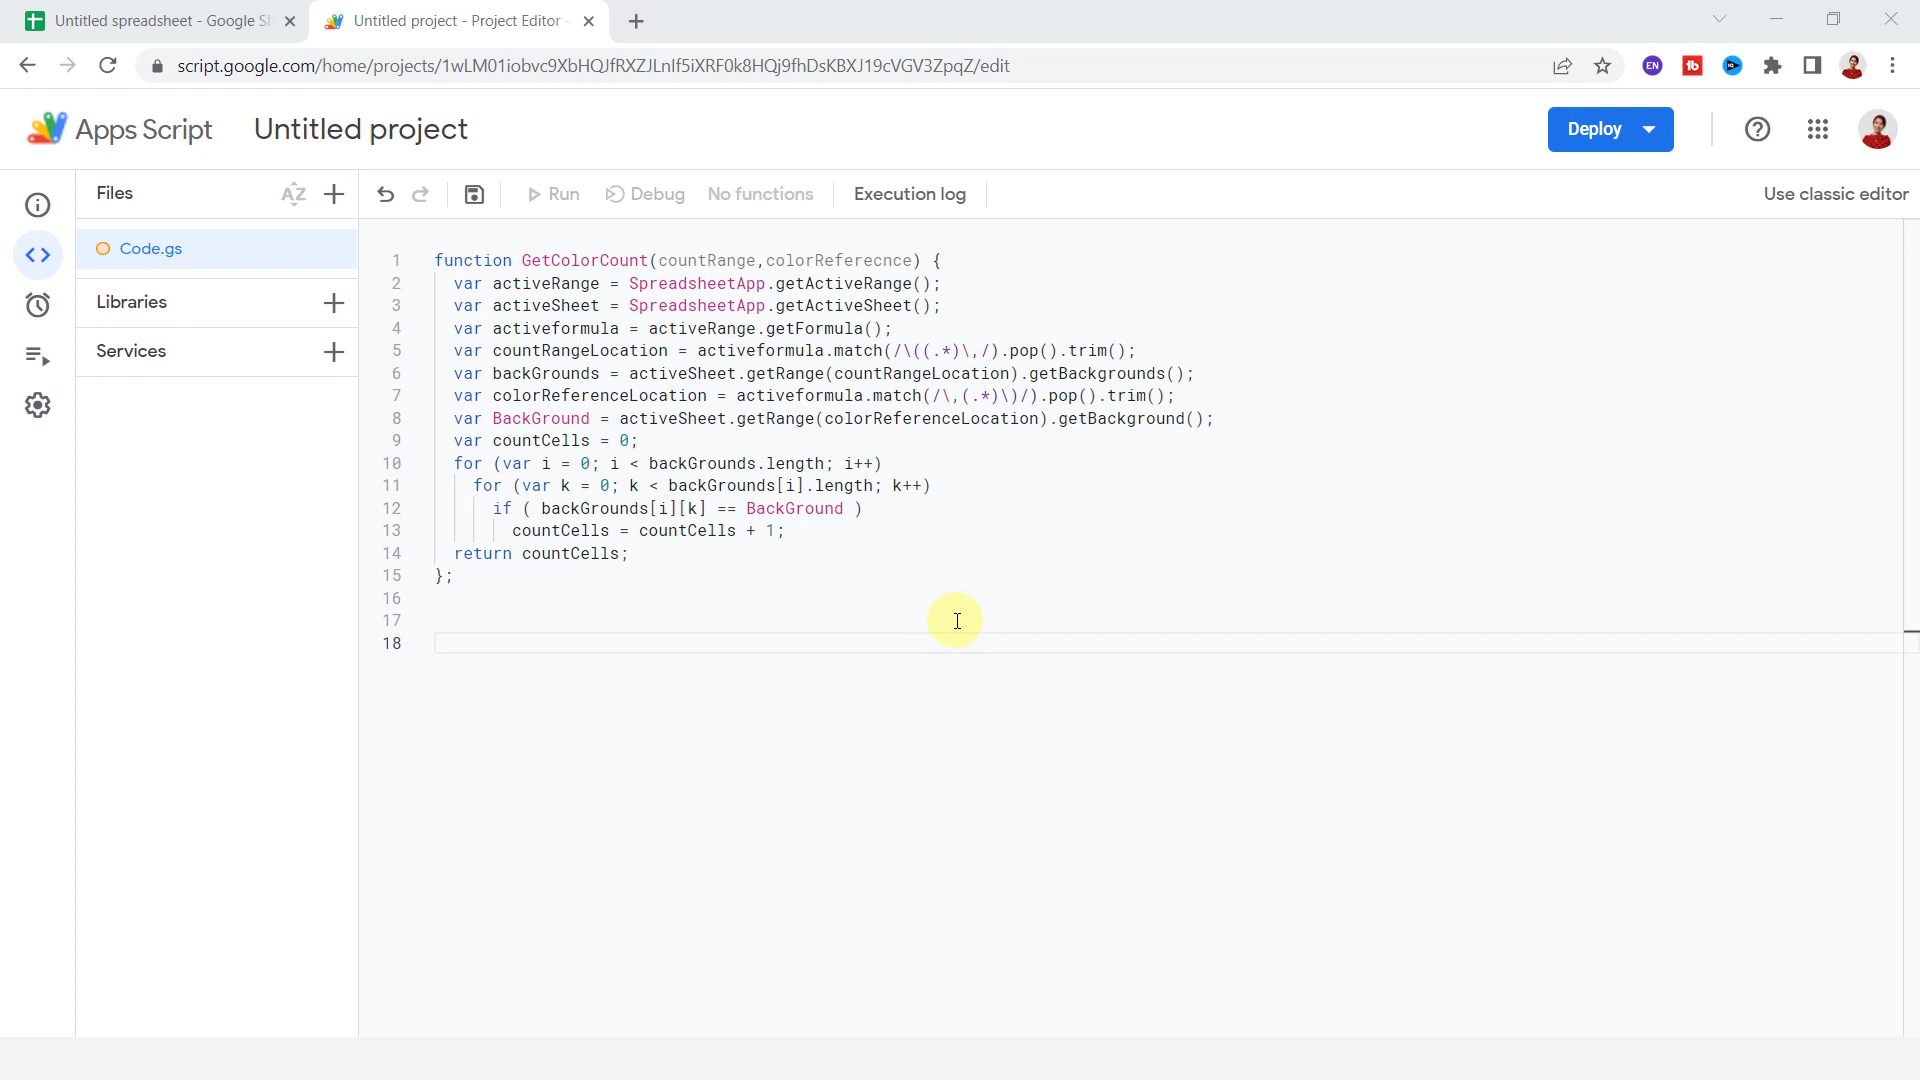 Untitled spreadsheet - Google Sh
Untitled project - Project Editor -
script.google.com/home/projects/1wLM01iobvc9XbHQJfRXZJLnIf5iXRF0k8HQj9fhDsKBXJ19cVGV3ZpqZ/edit
EN
Apps Script
Untitled project
Deploy
Files
AZ
Run
Debug
No functions
Execution log
Use classic editor
Code.gs
Libraries
Services
1 function GetColorCount(countRange,colorReferecnce) {
2 var activeRange = SpreadsheetApp.getActiveRange();
3 var activeSheet = SpreadsheetApp.getActiveSheet();
4 var activeformula = activeRange.getFormula();
5 var countRangeLocation = activeformula.match(/\((.*)\,/).pop().trim();
6 var backGrounds = activeSheet.getRange(countRangeLocation).getBackgrounds();
7 var colorReferenceLocation = activeformula.match(/\,(.*)\)/).pop().trim();
8 var BackGround = activeSheet.getRange(colorReferenceLocation).getBackground();
9 var countCells = 0;
10 for (var i = 0; i < backGrounds.length; i++)
11 for (var k = 0; k < backGrounds[i].length; k++)
12 if ( backGrounds[i][k] == BackGround )
13 countCells = countCells + 1;
14 return countCells;
15 };
16
17
18